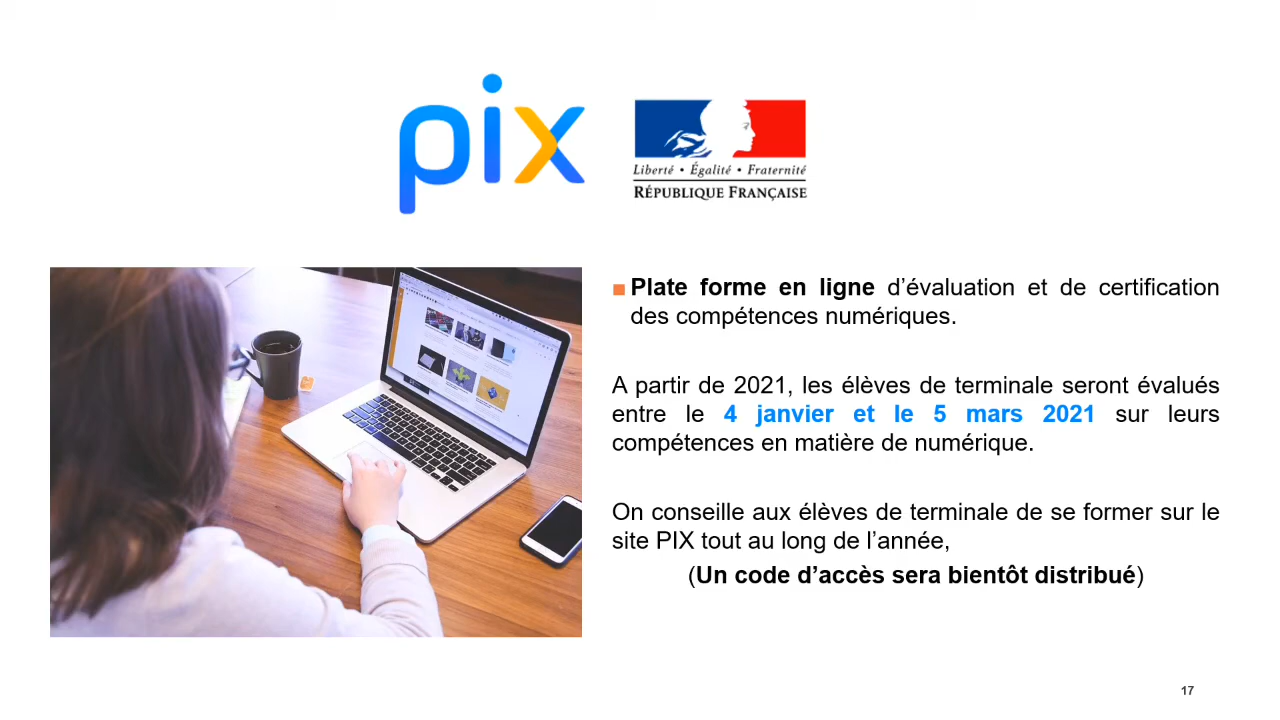 pix
Liberté • Égalité • Fraternité
RÉPUBLIQUE FRANÇAISE
Plate forme en ligne d’évaluation et de certification
des compétences numériques.
A partir de 2021, les élèves de terminale seront évalués
entre le 4 janvier et le 5 mars 2021 sur leurs
compétences en matière de numérique.
On conseille aux élèves de terminale de se former sur le
site PIX tout au long de l’année,
(Un code d’accès sera bientôt distribué)
17